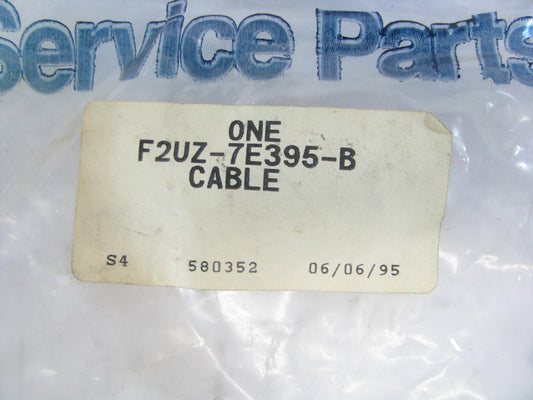 Service Parts
ONE
F2UZ-7E395-B
CABLE
S4 580352 06/06/95